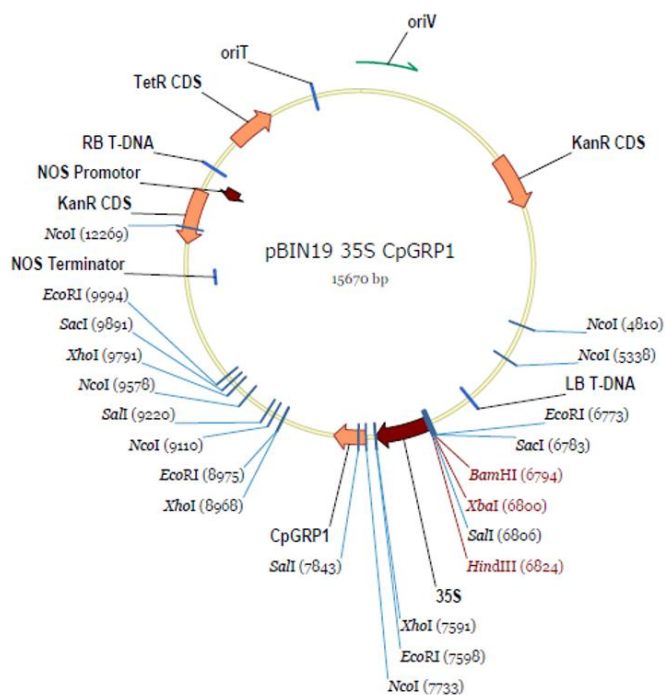 oriV
oriT
TetR CDS
RB T-DNA
NOS Promotor
KanR CDS
NcoI (12269)
NOS Terminator
EcoRI (9994)
SacI (9891)
XhoI (9791)
NcoI (9578)
SalI (9220)
NcoI (9110)
EcoRI (8975)
XhoI (8968)
CpGRP1
SalI (7843)
pBIN19 35S CpGRP1
15670 bp
KanR CDS
NcoI (4810)
NcoI (5338)
LB T-DNA
EcoRI (6773)
SacI (6783)
BamHI (6794)
XbaI (6800)
SalI (6806)
HindIII (6824)
35S
XhoI (7591)
EcoRI (7598)
NcoI (7733)